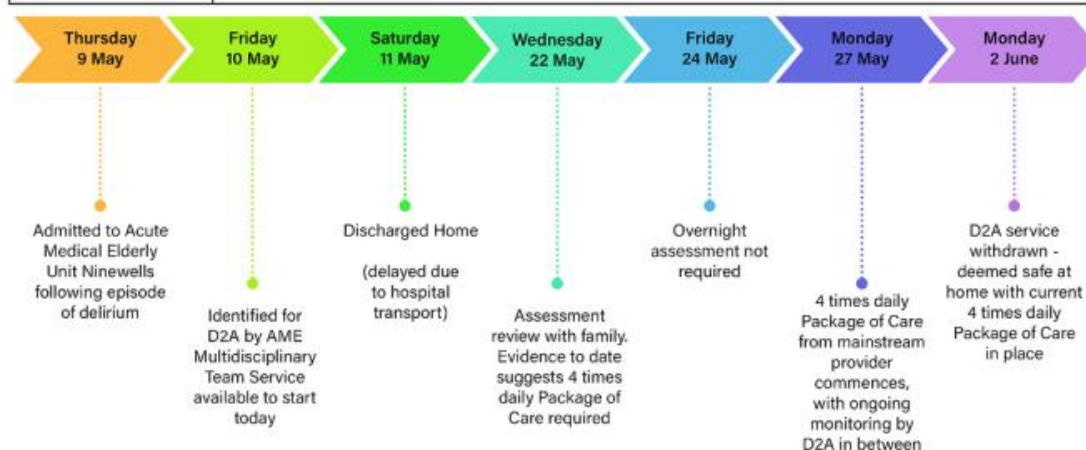 Thursday
9 May
Friday
10 May
Saturday
11 May
Wednesday
22 May
Friday
24 May
Monday
27 May
Monday
2 June
Admitted to Acute
Medical Elderly
Unit Ninewells
following episode
of delirium
Identified for
D2A by AME
Multidisciplinary
Team Service
available to start
today
Discharged Home
(delayed due
to hospital
transport)
Assessment
review with family.
Evidence to date
suggests 4 times
daily Package of
Care required
Overnight
assessment not
required
4 times daily
Package of Care
from mainstream
provider
commences,
with ongoing
monitoring by
D2A in between
D2A service
withdrawn -
deemed safe at
home with current
4 times daily
Package of Care
in place